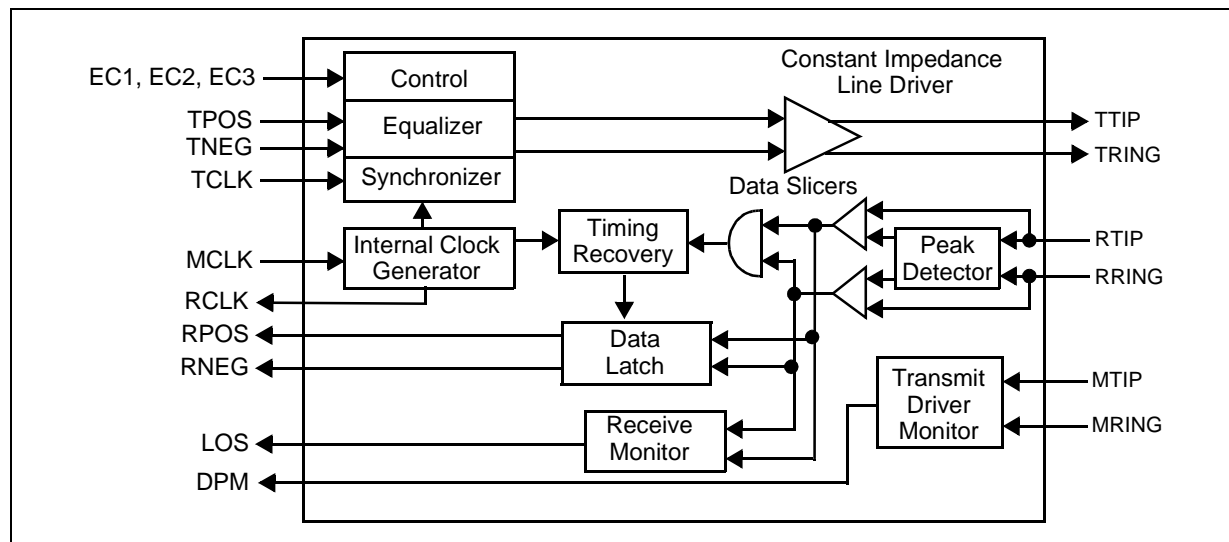 EC1, EC2, EC3
TPOS
TNEG
TCLK
MCLK
RCLK
RPOS
RNEG
LOS
DPM
Control
Equalizer
Synchronizer
Internal Clock
Generator
Timing
Recovery
Data
Latch
Receive
Monitor
Constant Impedance
Line Driver
Data Slicers
Peak
Detector
Transmit
Driver
Monitor
TTIP
TRING
RTIP
RRING
MTIP
MRING